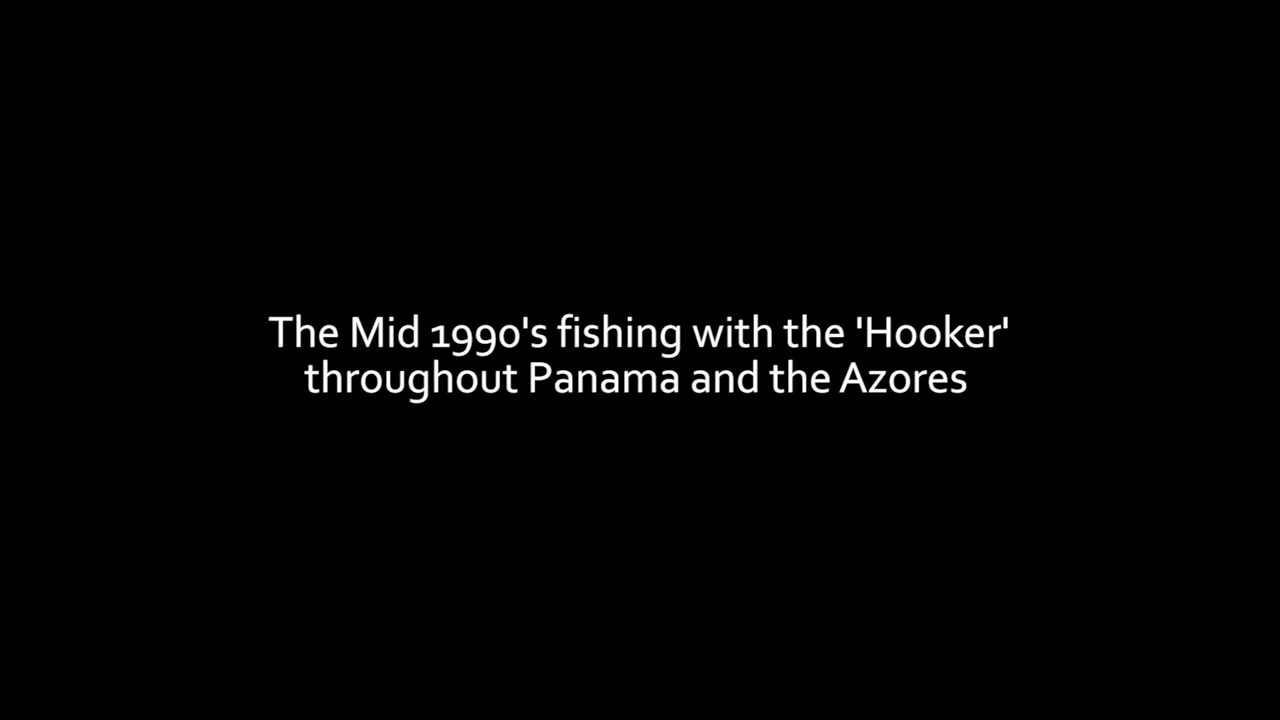 The Mid 1990's fishing with the 'Hooker'
throughout Panama and the Azores